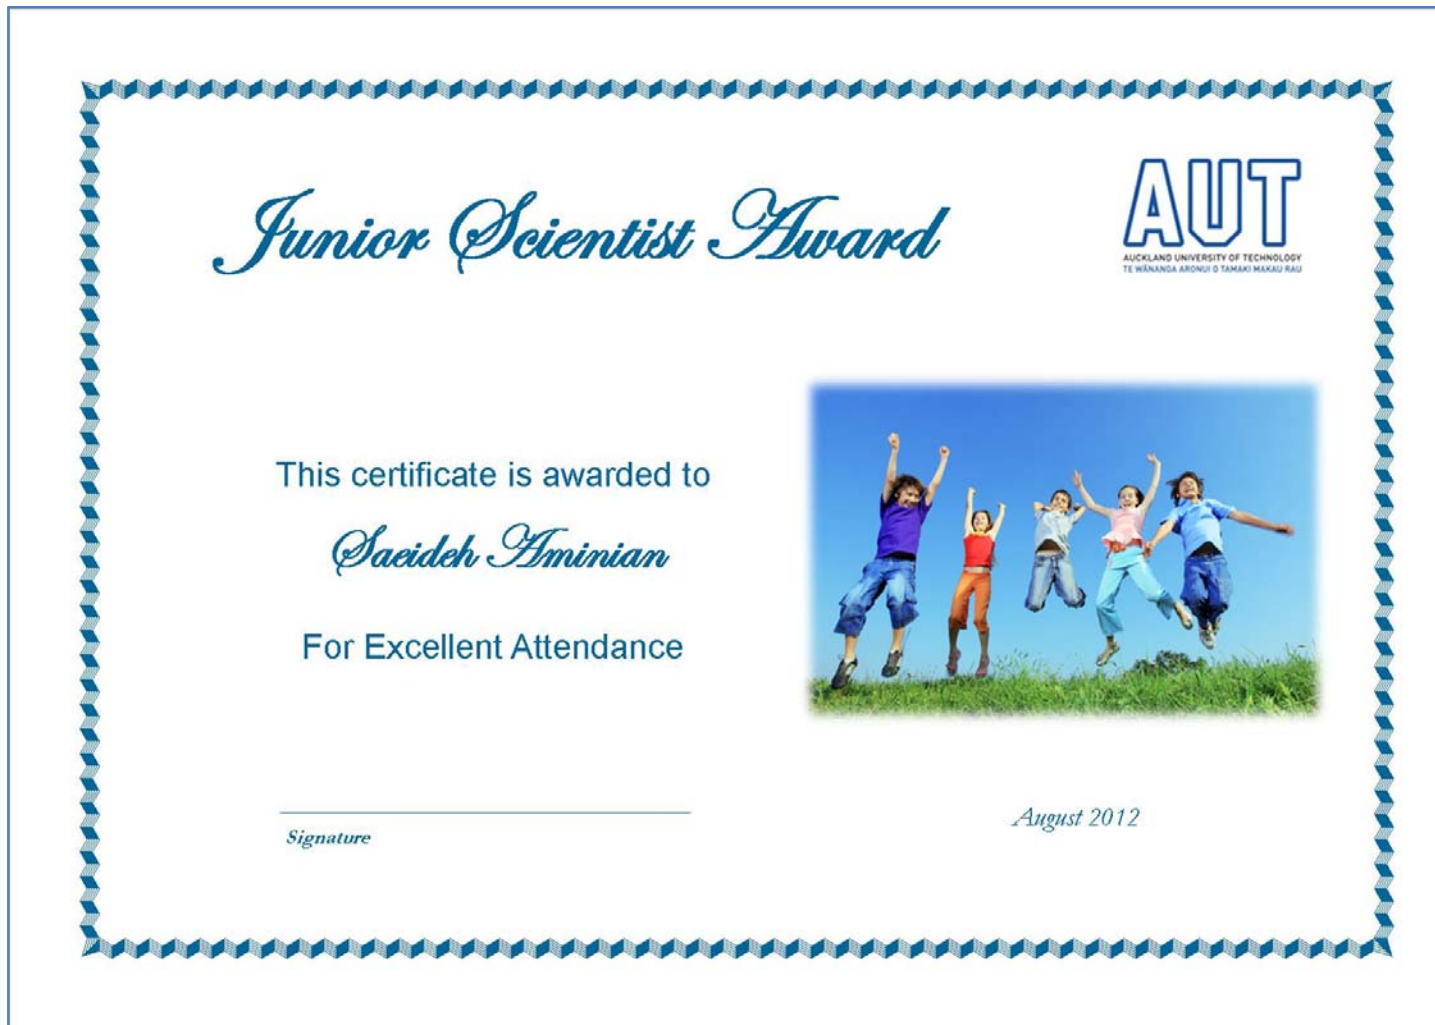 Junior Scientist Award
AUT
AUCKLAND UNIVERSITY OF TECHNOLOGY
TE WĀNANGA ARONUI O TAMAKI MAKAU RAU
This certificate is awarded to
Saeideh Aminian
For Excellent Attendance
Signature
August 2012